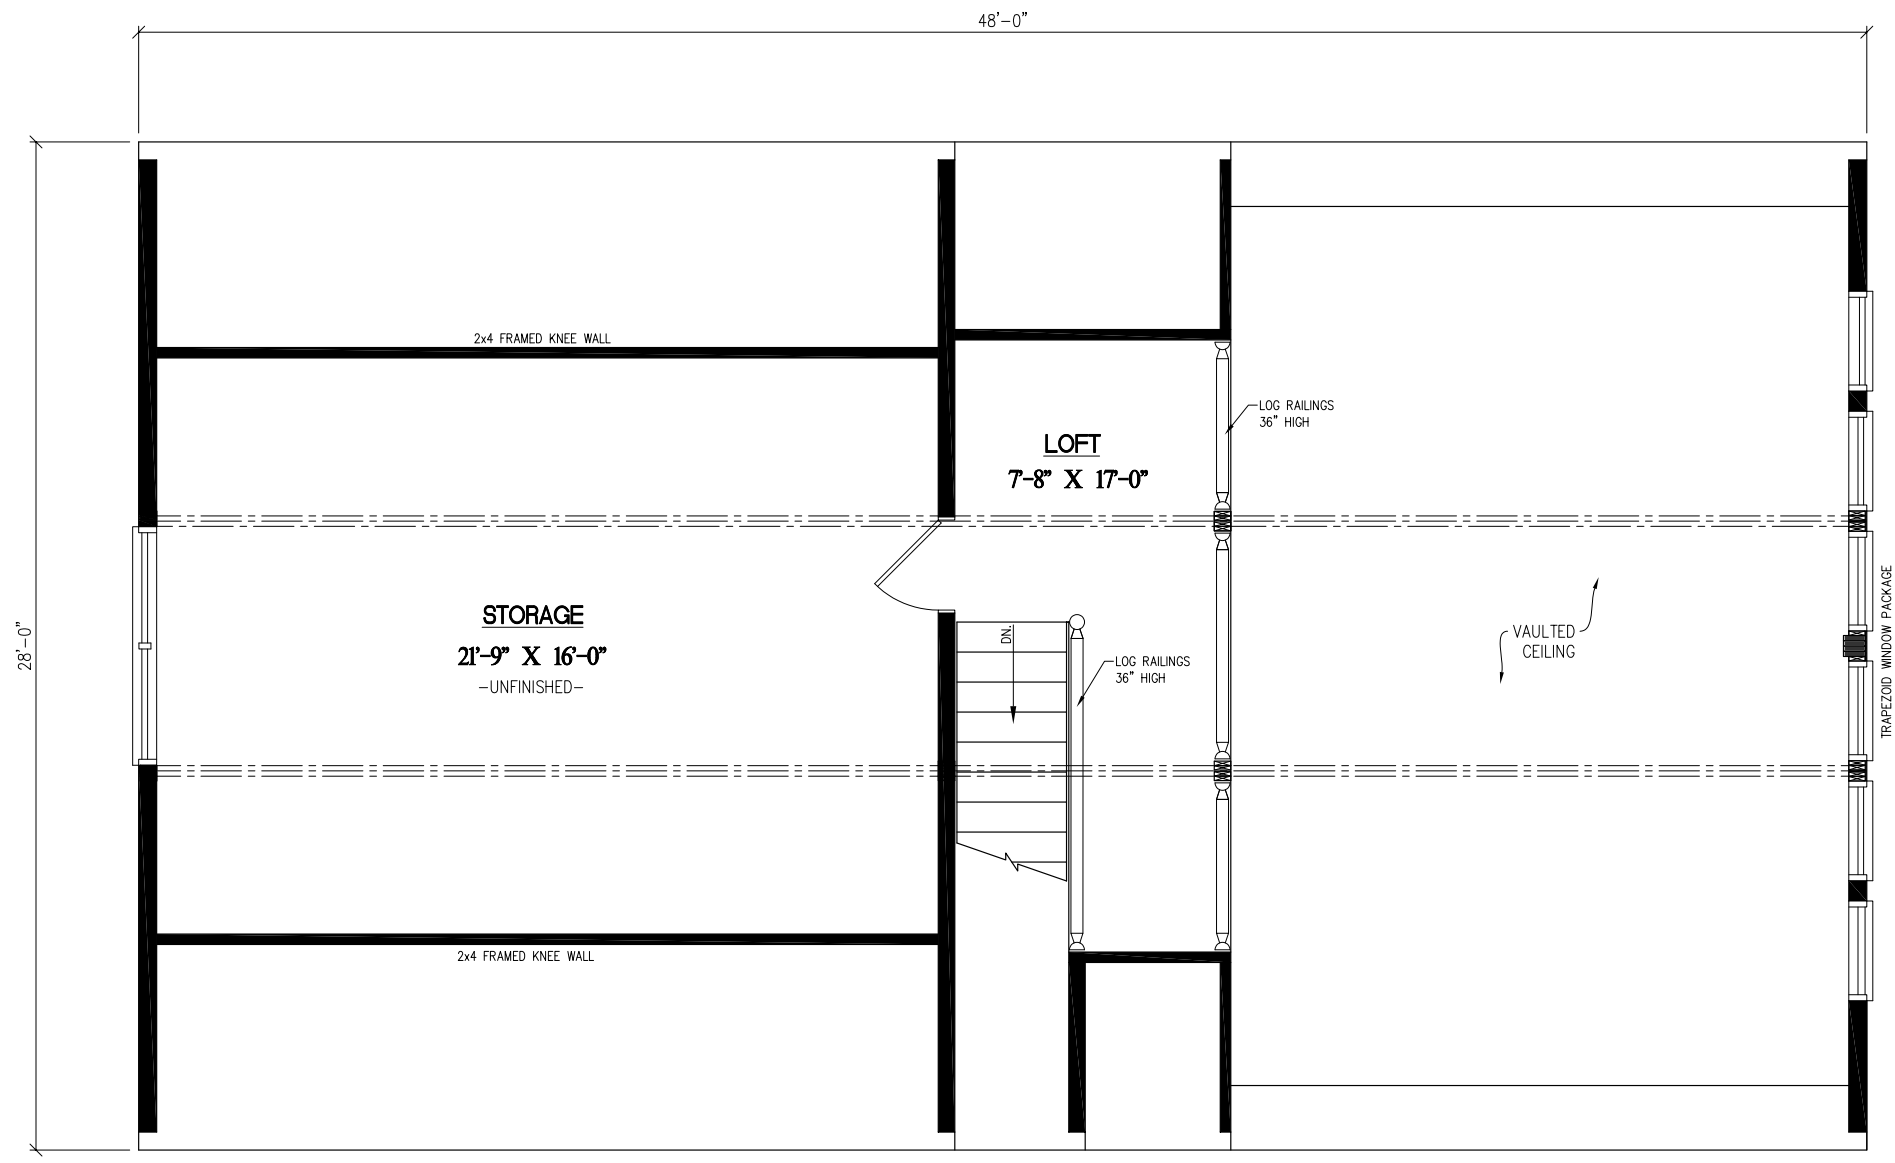 48'-0"
2x4 FRAMED KNEE WALL
LOG RAILINGS
36" HIGH
LOFT
7'-8" X 17'-0"
28'-0"
STORAGE
21'-9" X 16'-0"
-UNFINISHED-
DN.
LOG RAILINGS
36" HIGH
VAULTED
CEILING
TRAPEZOID WINDOW PACKAGE
2x4 FRAMED KNEE WALL